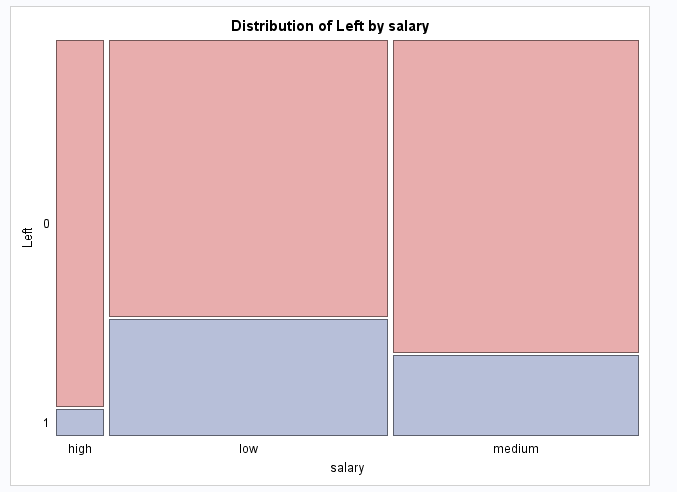 Distribution of Left by salary
Left
0
1
high low medium
salary